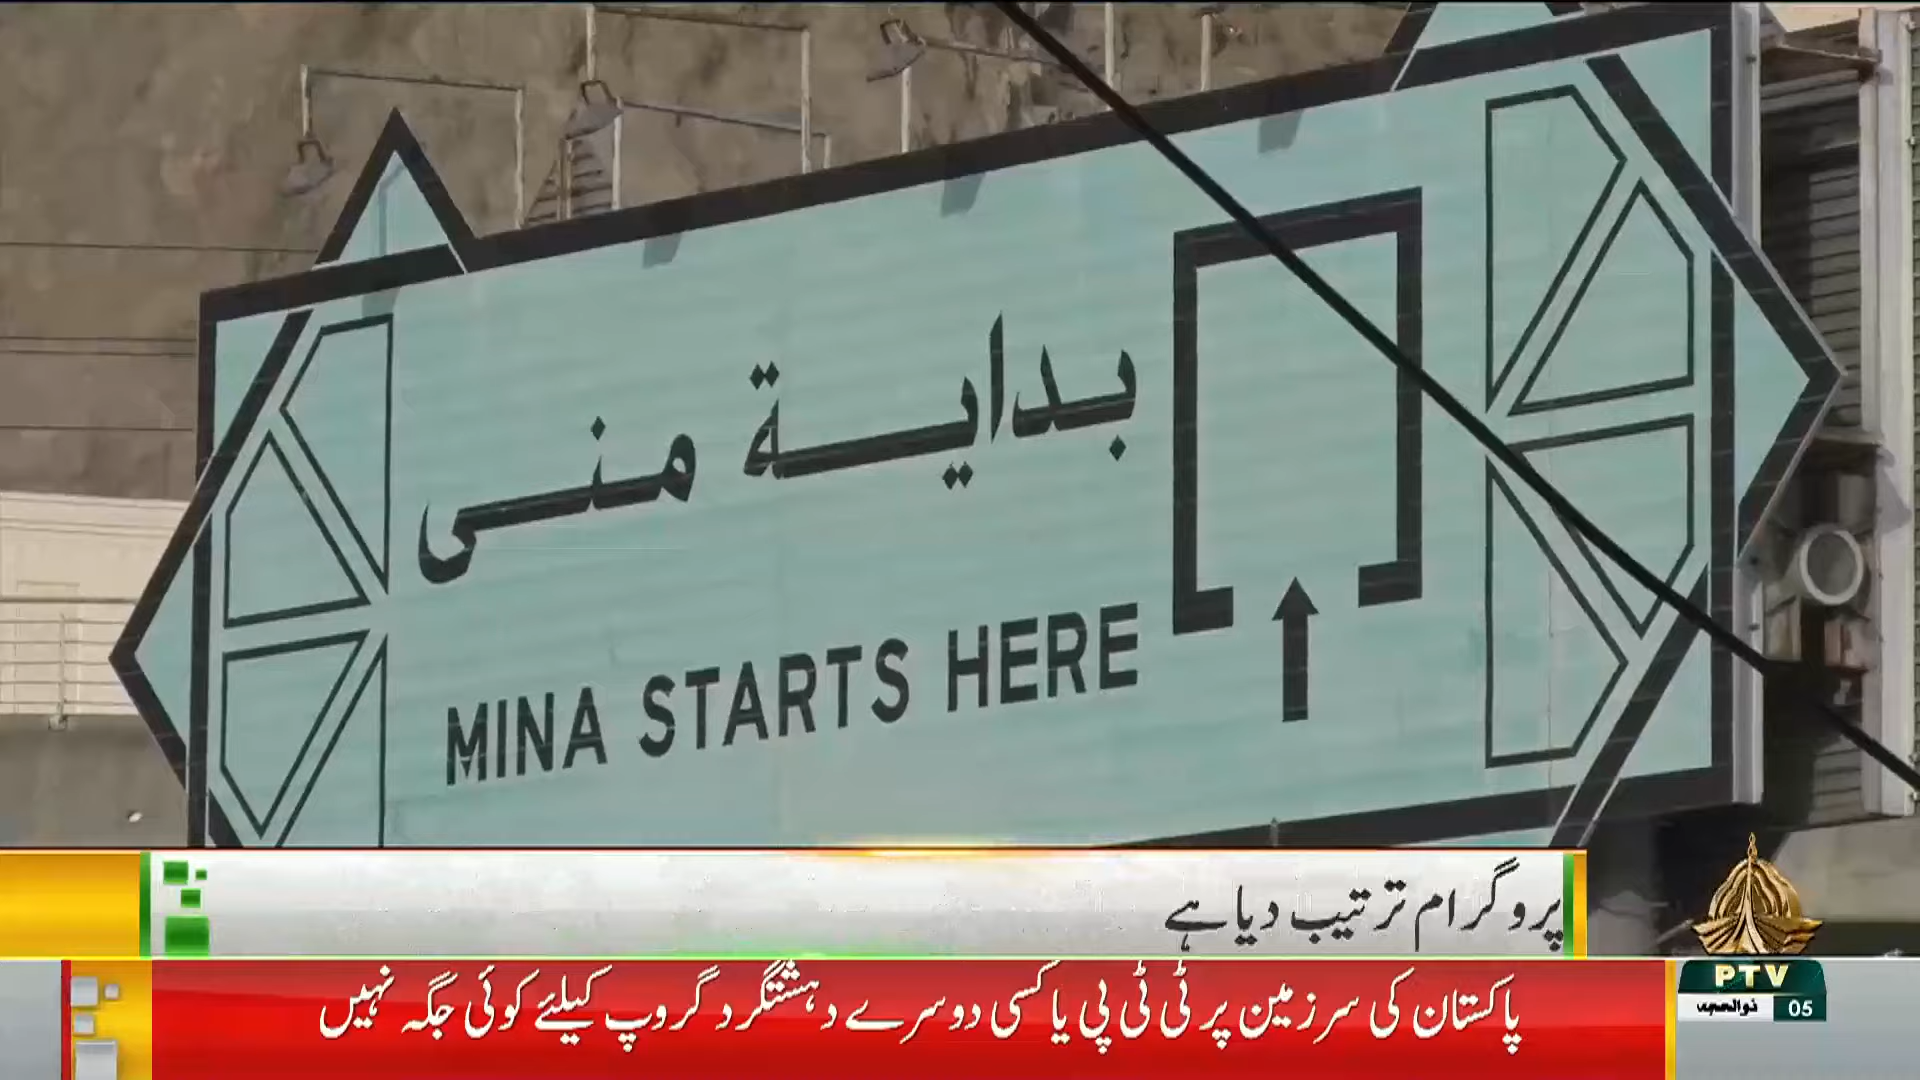 بداية منى
MINA STARTS HERE
پروگرام ترتیب دیا ہے
پاکستان کی سرزمین پر ٹی ٹی پی یا کسی دوسرے دہشتگرد گروپ کیلئے کوئی جگہ نہیں
PTV
ذوالحجہ 05